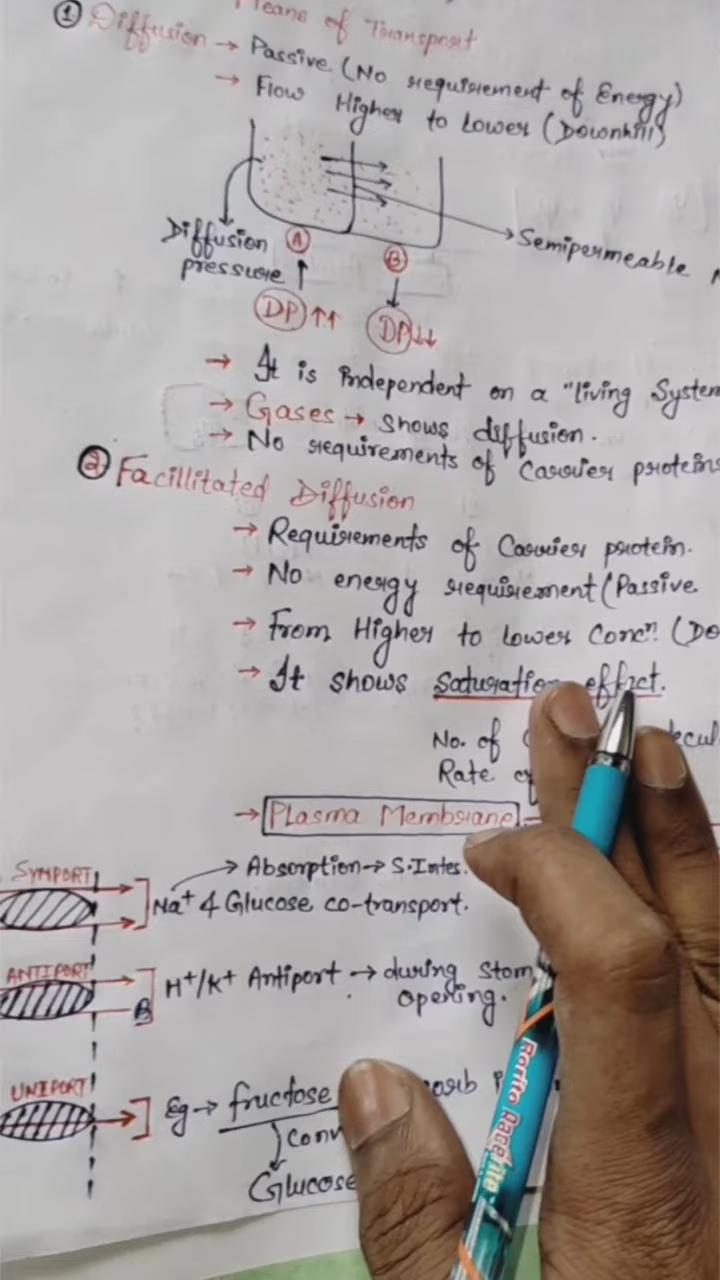 Means of Transport
① Diffusion → Passive (No requirement of Energy)
→ Flow Higher to Lower (Downhill)
Diffusion pressure
A
B
Semipermeable
DP ↑↑
DP ↓↓
→ It is independent on a "living System
→ Gases → shows diffusion.
→ No requirements of Carrier proteins
② Facillitated Diffusion
→ Requirements of Carrier protein.
→ No energy requirement (Passive
→ From Higher to Lower Concⁿ. (Do
→ It shows saturation effect.
No. of
Rate
→ Plasma Membrane
SYMPORT
→ Absorption → S.Intes.
Na⁺ & Glucose co-transport.
ANTIPORT
H⁺/K⁺ Antiport → during Stom
opening.
B
UNIPORT
Eg → fructose
Conv
Glucose
Rorito Racerite